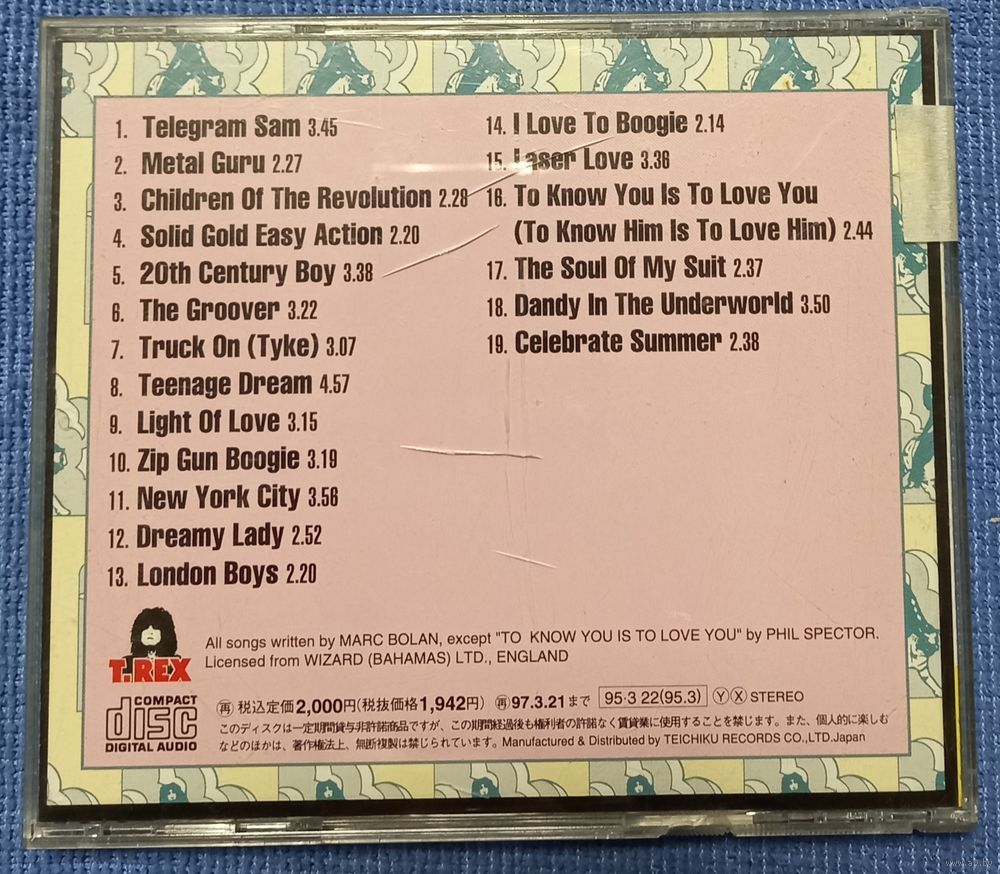 1. Telegram Sam 3.45
2. Metal Guru 2.27
3. Children Of The Revolution 2.28
4. Solid Gold Easy Action 2.20
5. 20th Century Boy 3.38
6. The Groover 3.22
7. Truck On (Tyke) 3.07
8. Teenage Dream 4.57
9. Light Of Love 3.15
10. Zip Gun Boogie 3.19
11. New York City 3.56
12. Dreamy Lady 2.52
13. London Boys 2.20
14. I Love To Boogie 2.14
15. Laser Love 3.36
16. To Know You Is To Love You
(To Know Him Is To Love Him) 2.44
17. The Soul Of My Suit 2.37
18. Dandy In The Underworld 3.50
19. Celebrate Summer 2.38
T.REX
All songs written by MARC BOLAN, except "TO KNOW YOU IS TO LOVE YOU" by PHIL SPECTOR.
Licensed from WIZARD (BAHAMAS) LTD., ENGLAND
COMPACT
disc
DIGITAL AUDIO
㊢ 税込定価2,000円(税抜価格1,942円) ㊢97.3.21まで 95·3 22(95.3) Ⓨ Ⓧ STEREO
このディスクは一定期間貸与非許諾商品ですが、この期間経過後も権利者の許諾なく賃貸業に使用することを禁じます。また、個人的に楽しむ
などのほかは、著作権法上、無断複製は禁じられています。Manufactured & Distributed by TEICHIKU RECORDS CO.,LTD.Japan